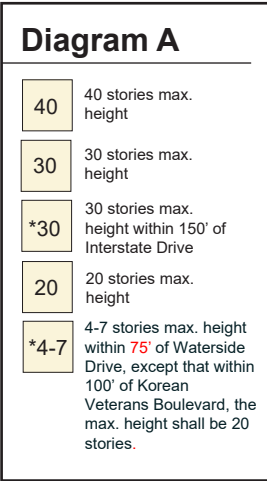 Diagram A
40
40 stories max.
height
30
30 stories max.
height
*30
30 stories max.
height within 150' of
Interstate Drive
20
20 stories max.
height
*4-7
4-7 stories max. height
within 75' of Waterside
Drive, except that within
100' of Korean
Veterans Boulevard, the
max. height shall be 20
stories.